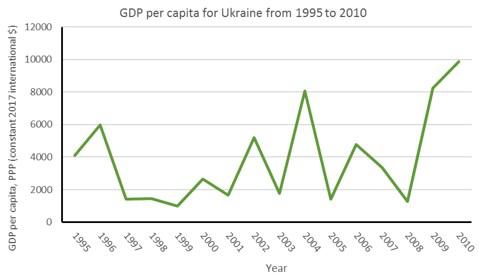 GDP per capita for Ukraine from 1995 to 2010
GDP per capita, PPP (constant 2017 international $)
12000
10000
8000
6000
4000
2000
0
1995 1996 1997 1998 1999 2000 2001 2002 2003 2004 2005 2006 2007 2008 2009 2010
Year